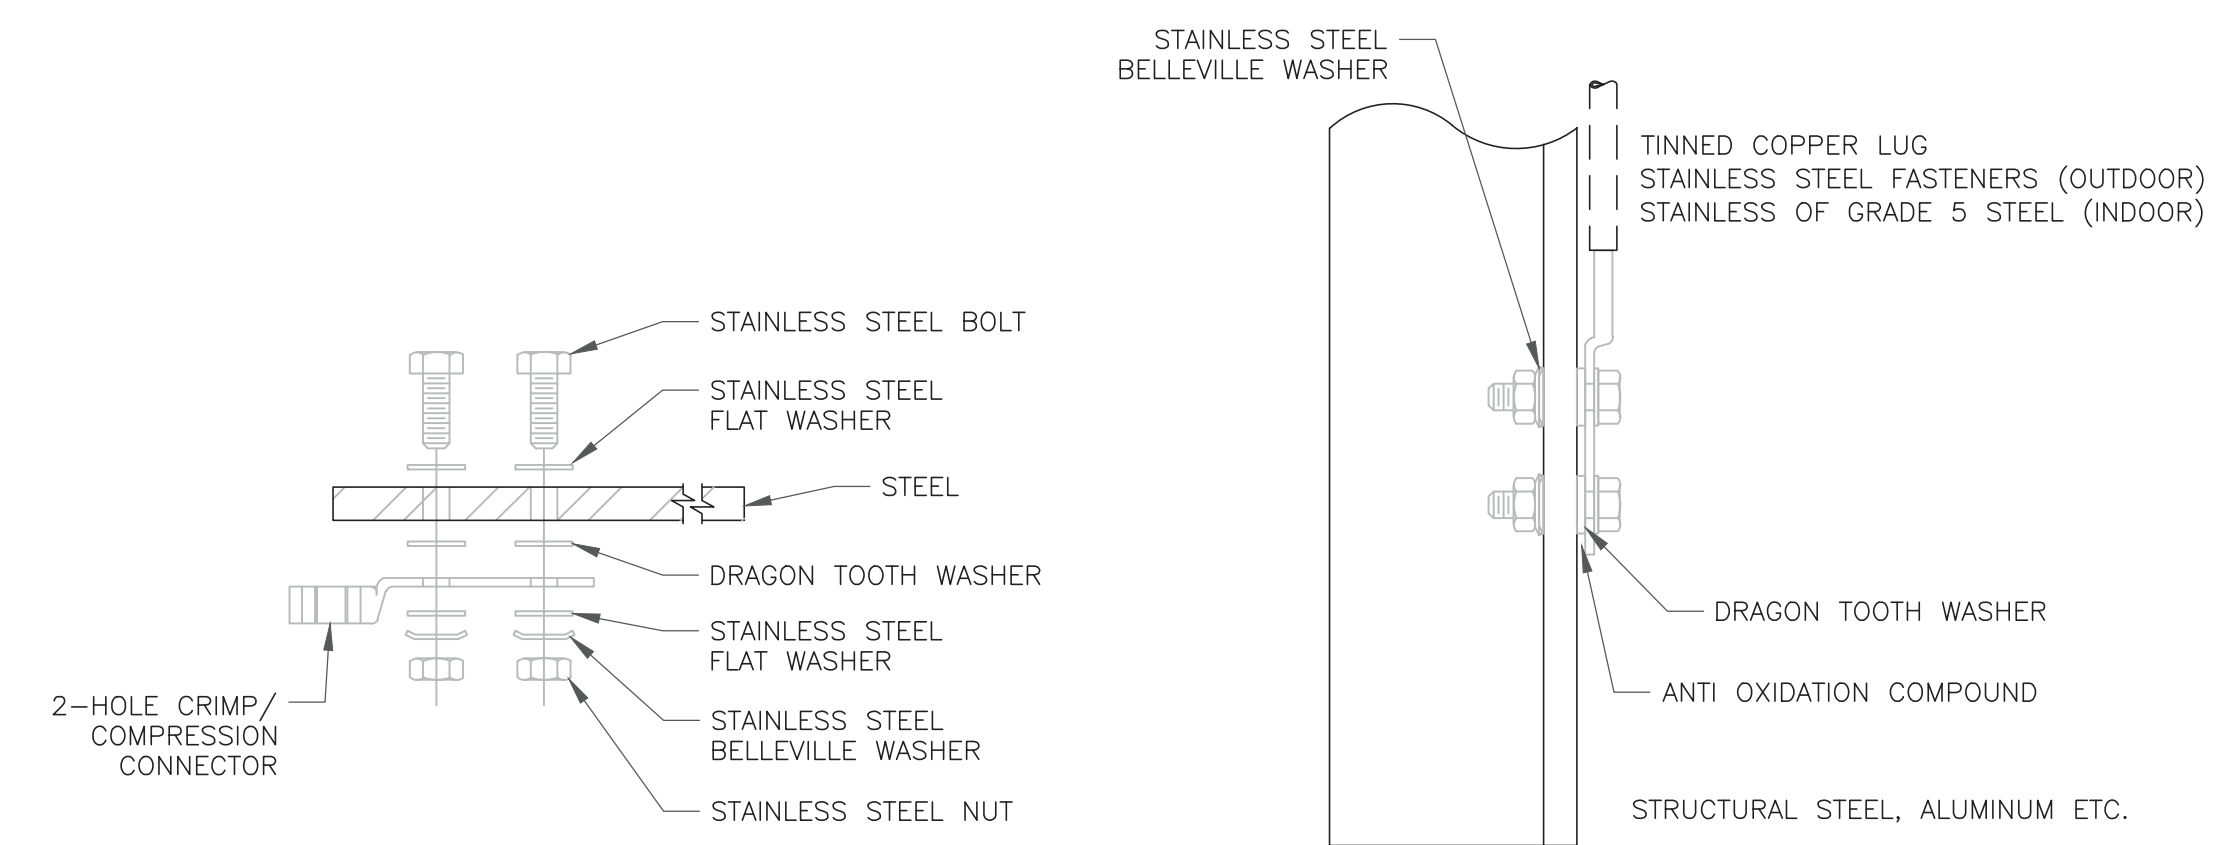 STAINLESS STEEL BOLT
STAINLESS STEEL
FLAT WASHER
STEEL
DRAGON TOOTH WASHER
STAINLESS STEEL
FLAT WASHER
2-HOLE CRIMP/
COMPRESSION
CONNECTOR
STAINLESS STEEL
BELLEVILLE WASHER
STAINLESS STEEL NUT
STAINLESS STEEL
BELLEVILLE WASHER
TINNED COPPER LUG
STAINLESS STEEL FASTENERS (OUTDOOR)
STAINLESS OF GRADE 5 STEEL (INDOOR)
DRAGON TOOTH WASHER
ANTI OXIDATION COMPOUND
STRUCTURAL STEEL, ALUMINUM ETC.